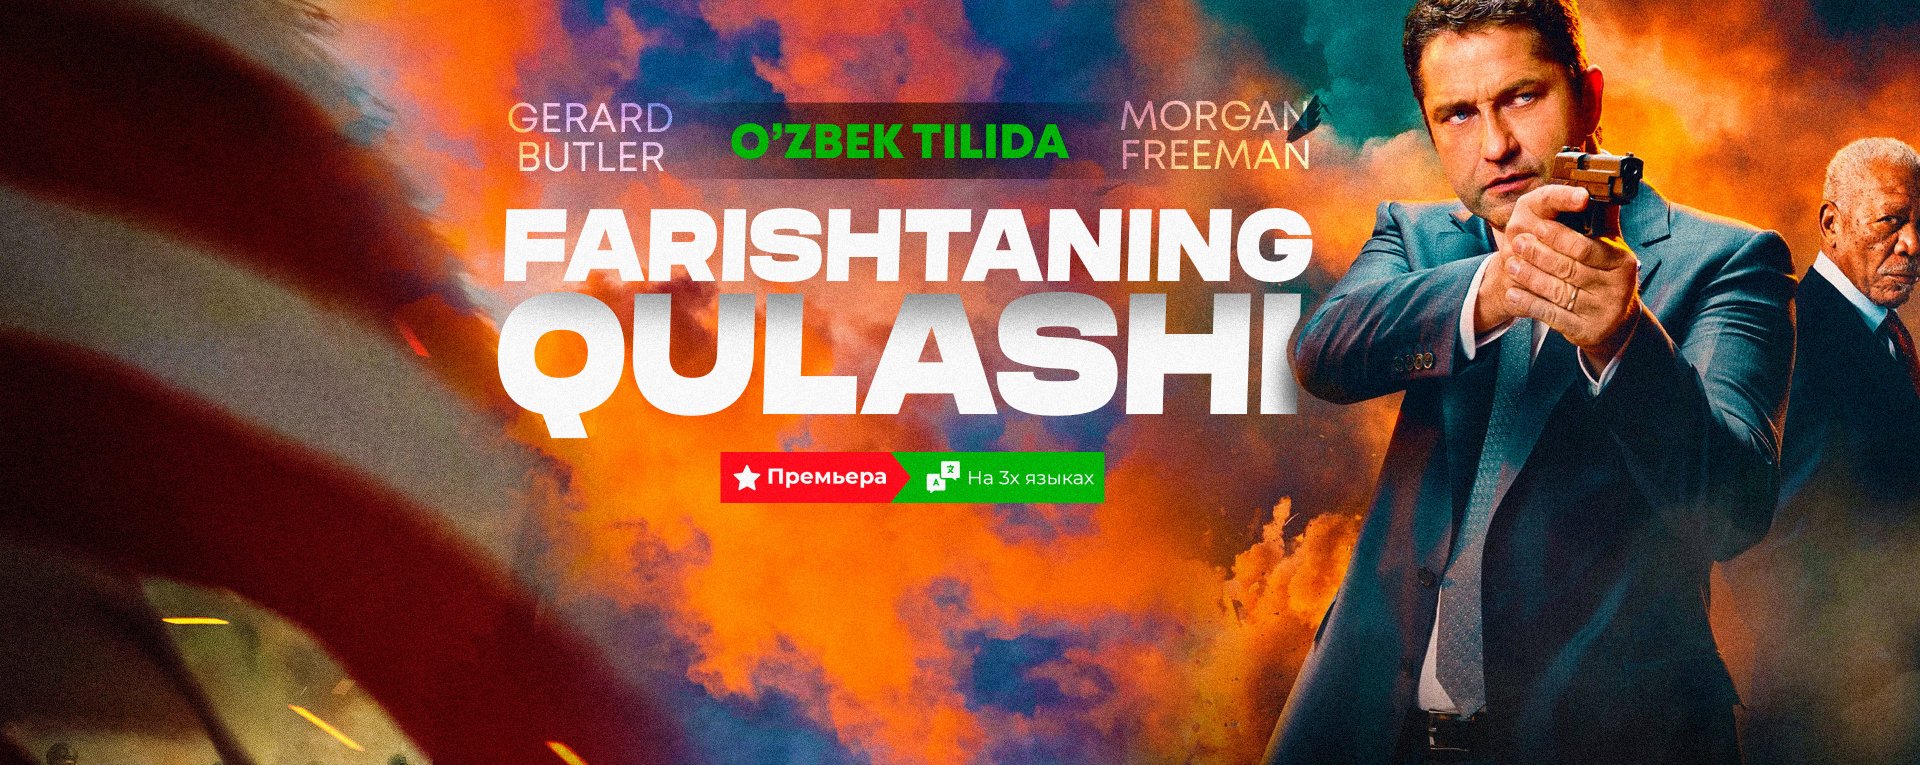 GERARD
BUTLER
O’ZBEK TILIDA
MORGAN
FREEMAN
FARISHTANING
QULASHI
Премьера
На 3х языках